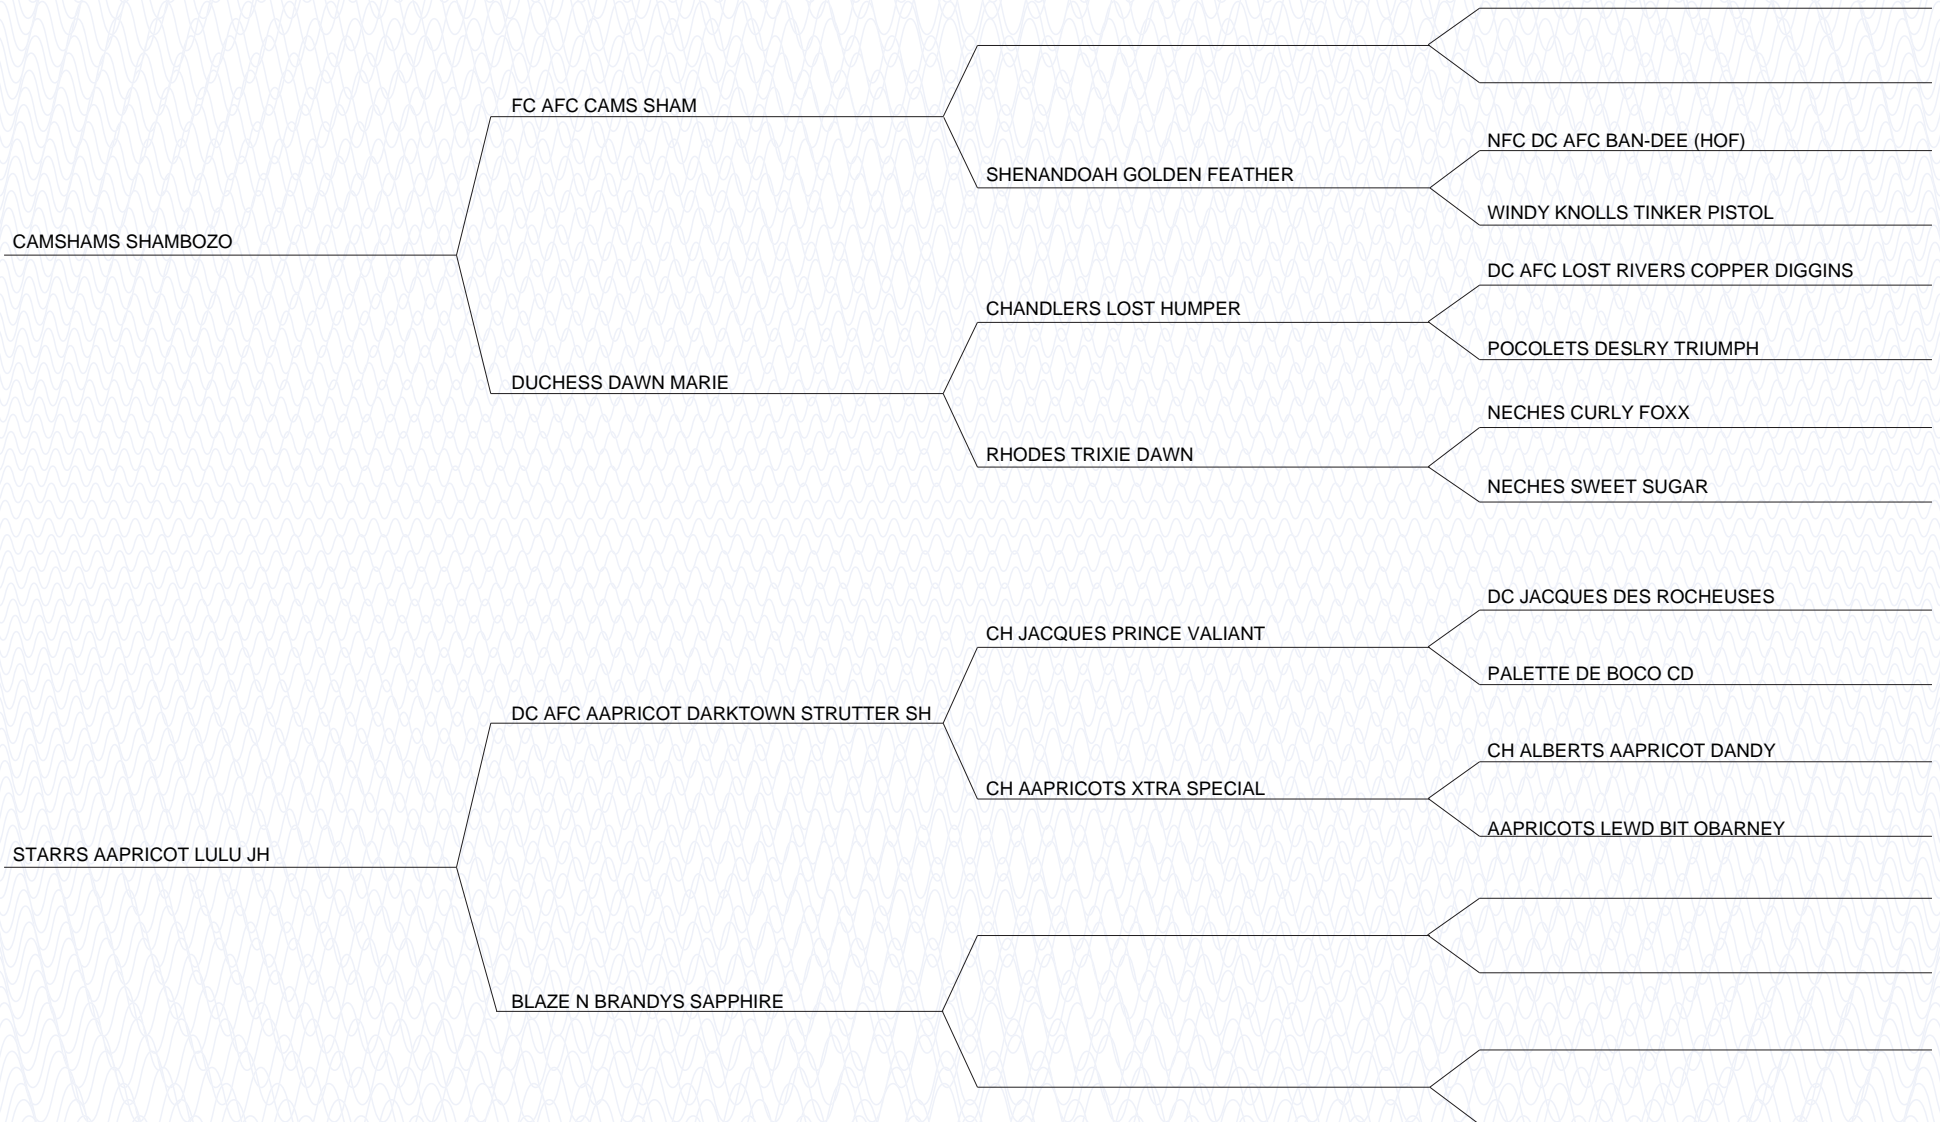 FC AFC CAMS SHAM
NFC DC AFC BAN-DEE (HOF)
SHENANDOAH GOLDEN FEATHER
WINDY KNOLLS TINKER PISTOL
CAMSHAMS SHAMBOZO
DC AFC LOST RIVERS COPPER DIGGINS
CHANDLERS LOST HUMPER
POCOLETS DESLRY TRIUMPH
DUCHESS DAWN MARIE
NECHES CURLY FOXX
RHODES TRIXIE DAWN
NECHES SWEET SUGAR
DC JACQUES DES ROCHEUSES
CH JACQUES PRINCE VALIANT
PALETTE DE BOCO CD
DC AFC AAPRICOT DARKTOWN STRUTTER SH
CH ALBERTS AAPRICOT DANDY
CH AAPRICOTS XTRA SPECIAL
AAPRICOTS LEWD BIT OBARNEY
STARRS AAPRICOT LULU JH
BLAZE N BRANDYS SAPPHIRE